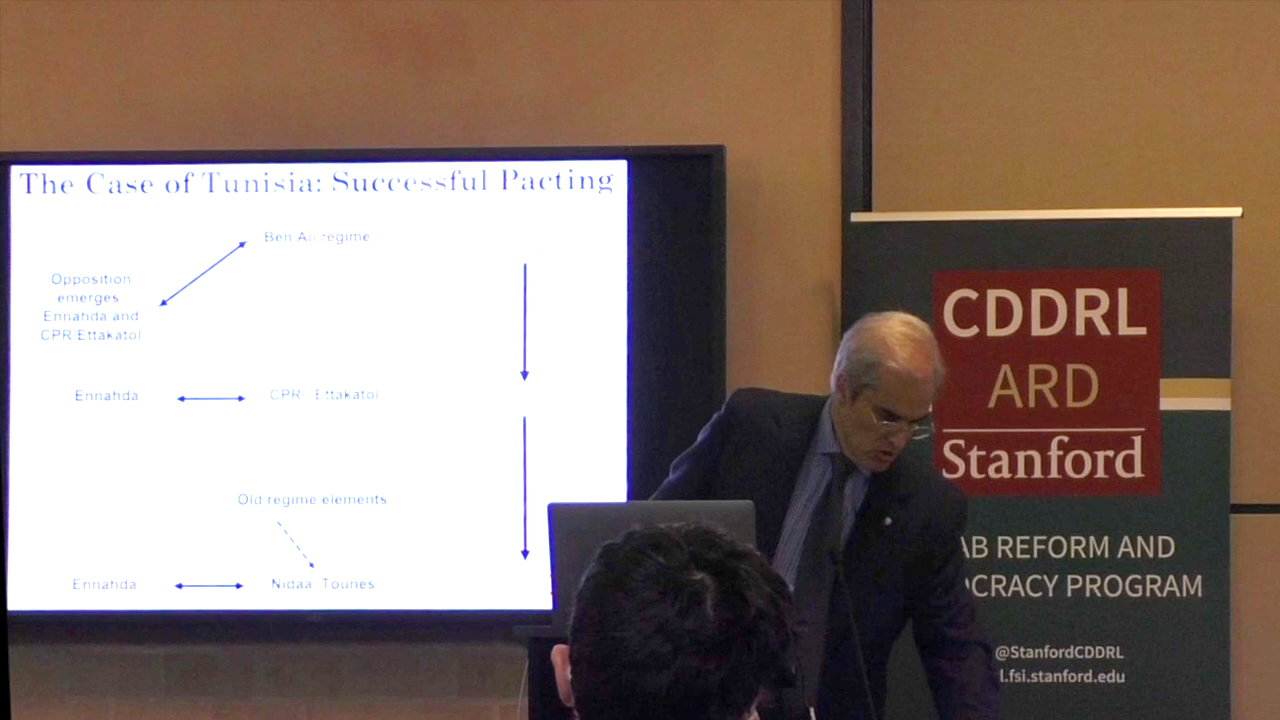 The Case of Tunisia: Successful Pacting
Ben Ali regime
Opposition
emerges
Ennahda and
CPR/Ettakatol
Ennahda
CPR Ettakatol
Old regime elements
Ennahda
Nidaa Tounes
CDDRL
ARD
Stanford
AB REFORM AND
OCRACY PROGRAM
@StanfordCDDRL
l.fsi.stanford.edu